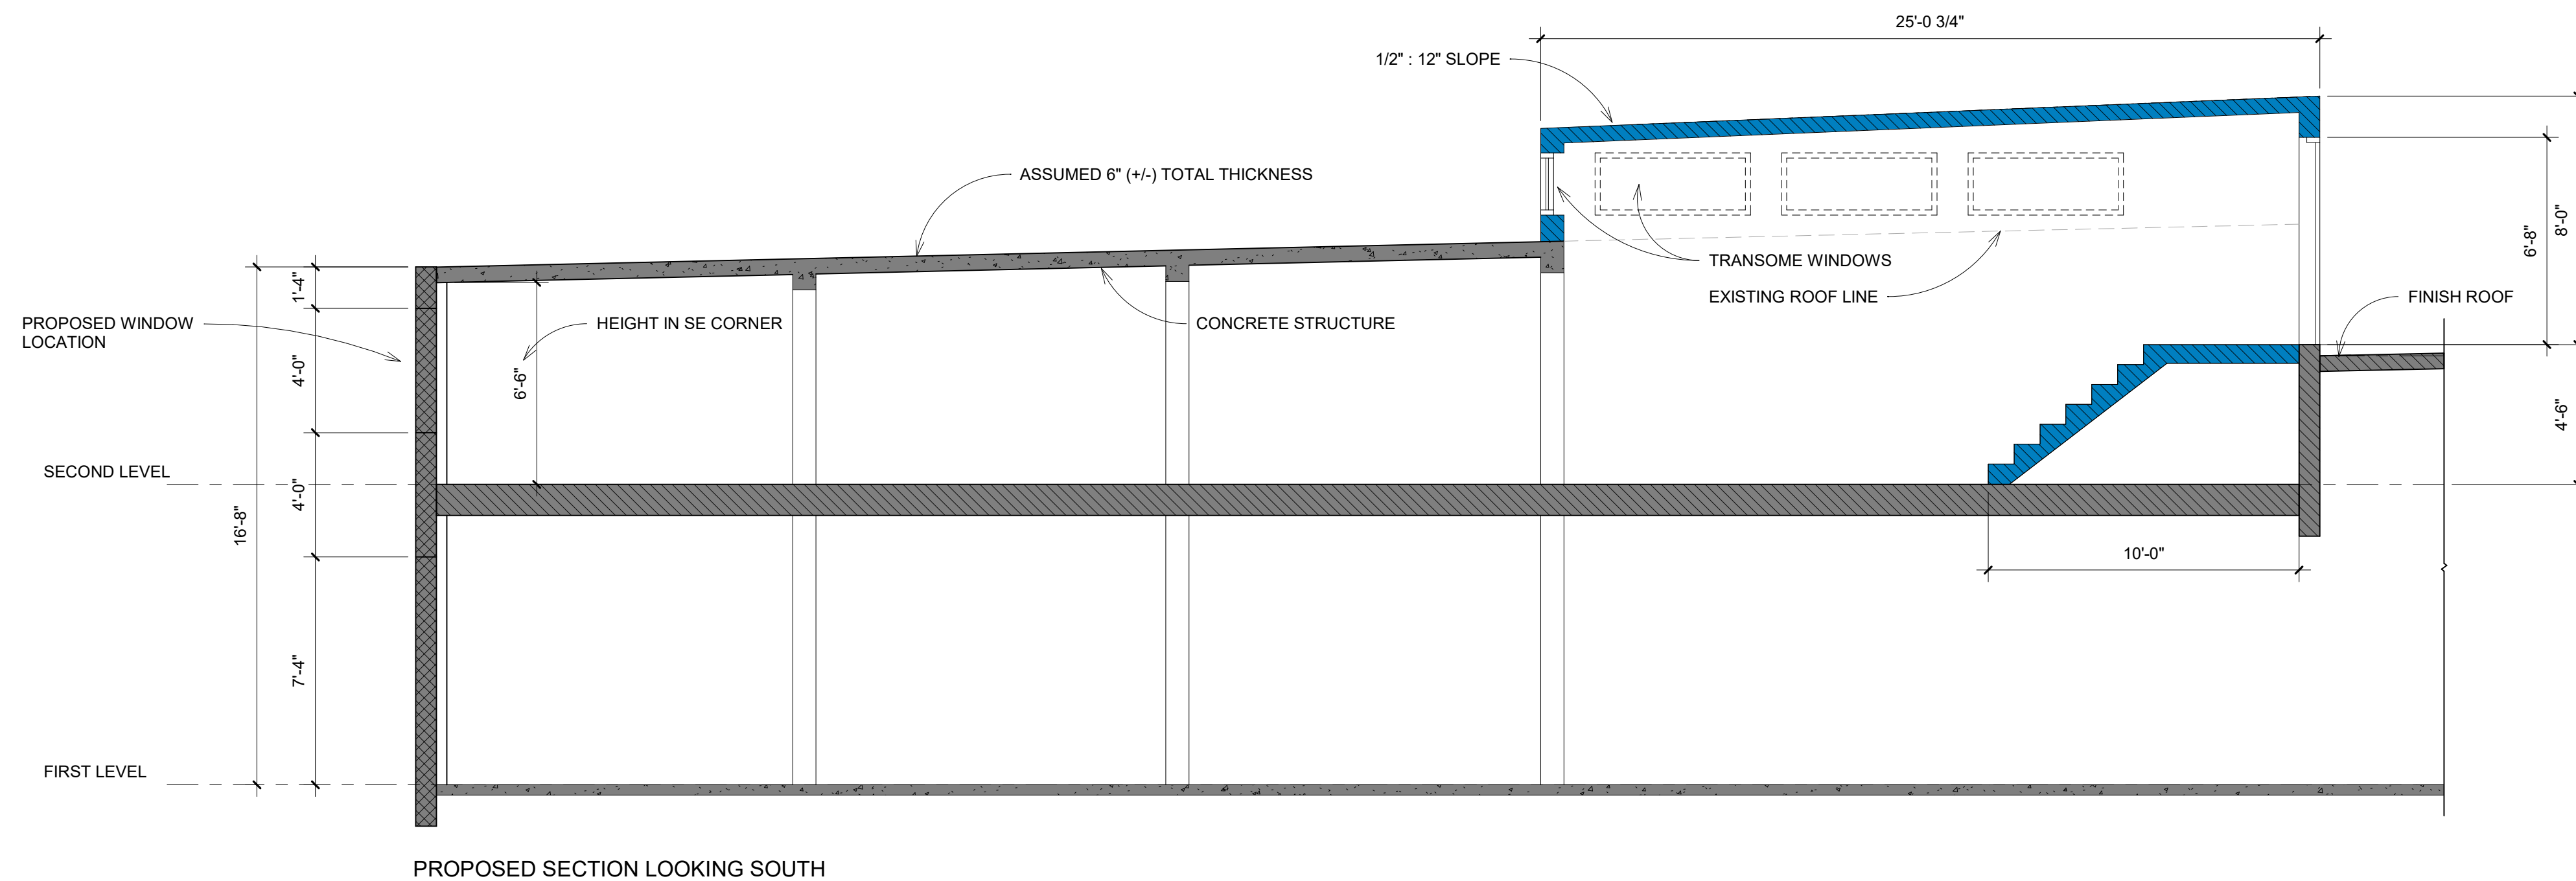 25'-0 3/4"
1/2" : 12" SLOPE
ASSUMED 6" (+/-) TOTAL THICKNESS
TRANSOME WINDOWS
EXISTING ROOF LINE
FINISH ROOF
PROPOSED WINDOW
LOCATION
HEIGHT IN SE CORNER
CONCRETE STRUCTURE
1'-4"
4'-0"
4'-0"
7'-4"
16'-8"
6'-6"
6'-8"
8'-0"
4'-6"
SECOND LEVEL
10'-0"
FIRST LEVEL
PROPOSED SECTION LOOKING SOUTH